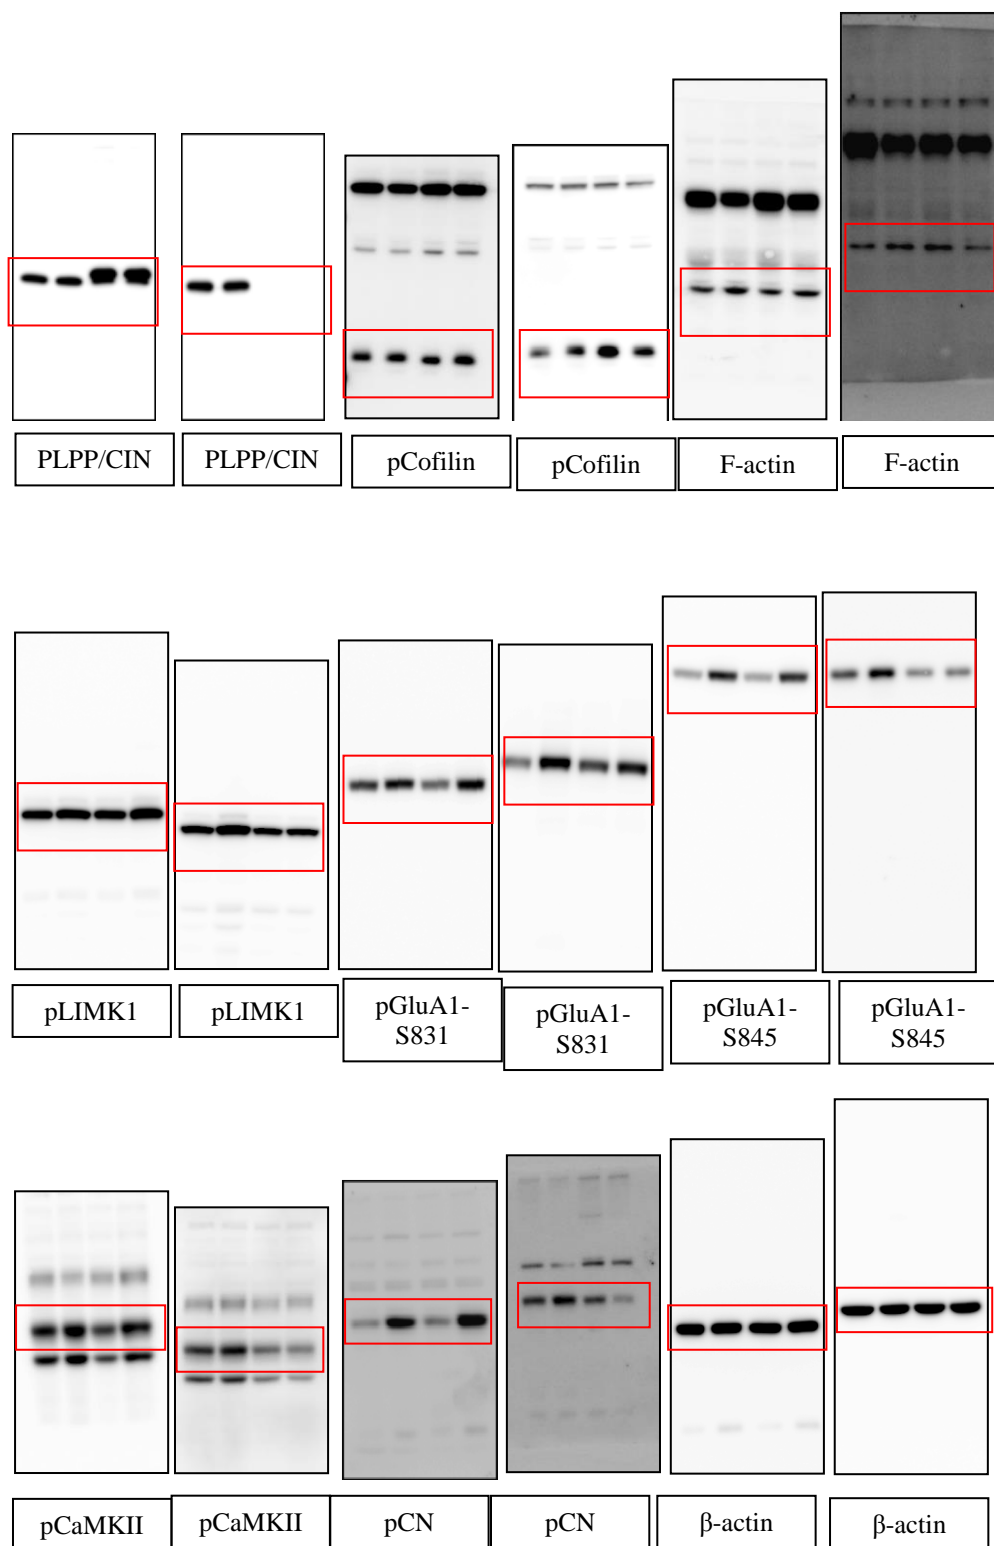 PLPP/CIN
PLPP/CIN
pCofilin
pCofilin
F-actin
F-actin
pLIMK1
pLIMK1
pGluA1-
S831
pGluA1-
S831
pGluA1-
S845
pGluA1-
S845
pCaMKII
pCaMKII
pCN
pCN
β-actin
β-actin